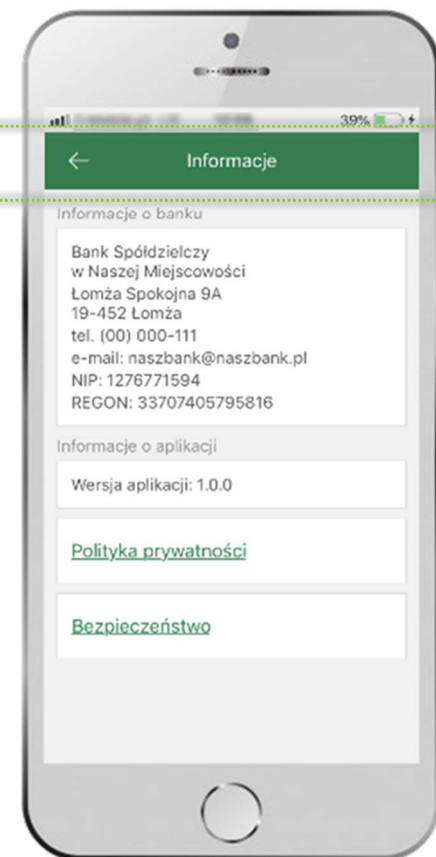 39%
Informacje
Informacje o banku
Bank Spółdzielczy
w Naszej Miejscowości
Łomża Spokojna 9A
19-452 Łomża
tel. (00) 000-111
e-mail: naszbank@naszbank.pl
NIP: 1276771594
REGON: 33707405795816
Informacje o aplikacji
Wersja aplikacji: 1.0.0
Polityka prywatności
Bezpieczeństwo